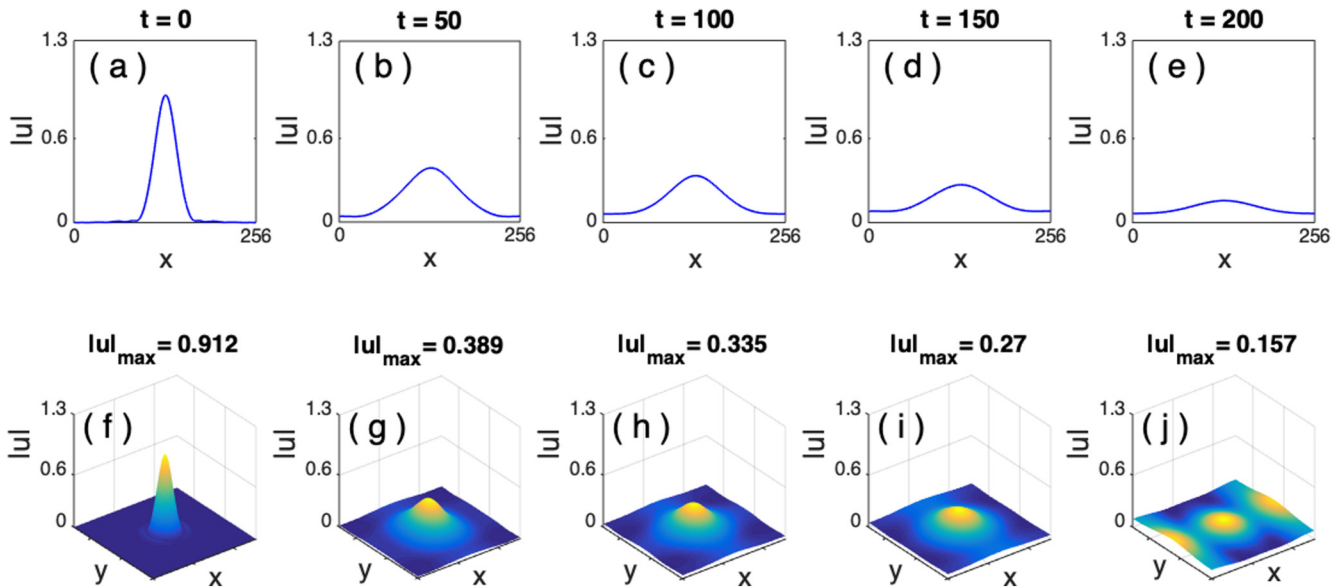 t = 0 t = 50 t = 100 t = 150 t = 200
1.3 1.3 1.3 1.3 1.3
( a ) ( b ) ( c ) ( d ) ( e )
|u| 0.6 |u| 0.6 |u| 0.6 |u| 0.6 |u| 0.6
0 0 0 0 0
0 256 0 256 0 256 0 256 0 256
x x x x x
|u|max = 0.912 |u|max = 0.389 |u|max = 0.335 |u|max = 0.27 |u|max = 0.157
1.3 1.3 1.3 1.3 1.3
( f ) ( g ) ( h ) ( i ) ( j )
|u| 0.6 |u| 0.6 |u| 0.6 |u| 0.6 |u| 0.6
0 0 0 0 0
y x y x y x y x y x